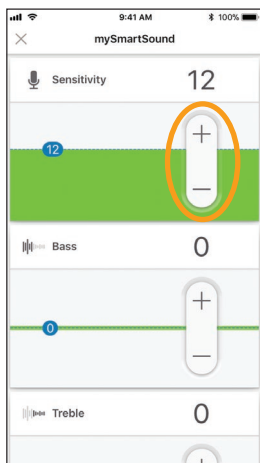 9:41 AM 100%
mySmartSound
Sensitivity 12
+
12
−
Bass 0
+
0
−
Treble 0
+